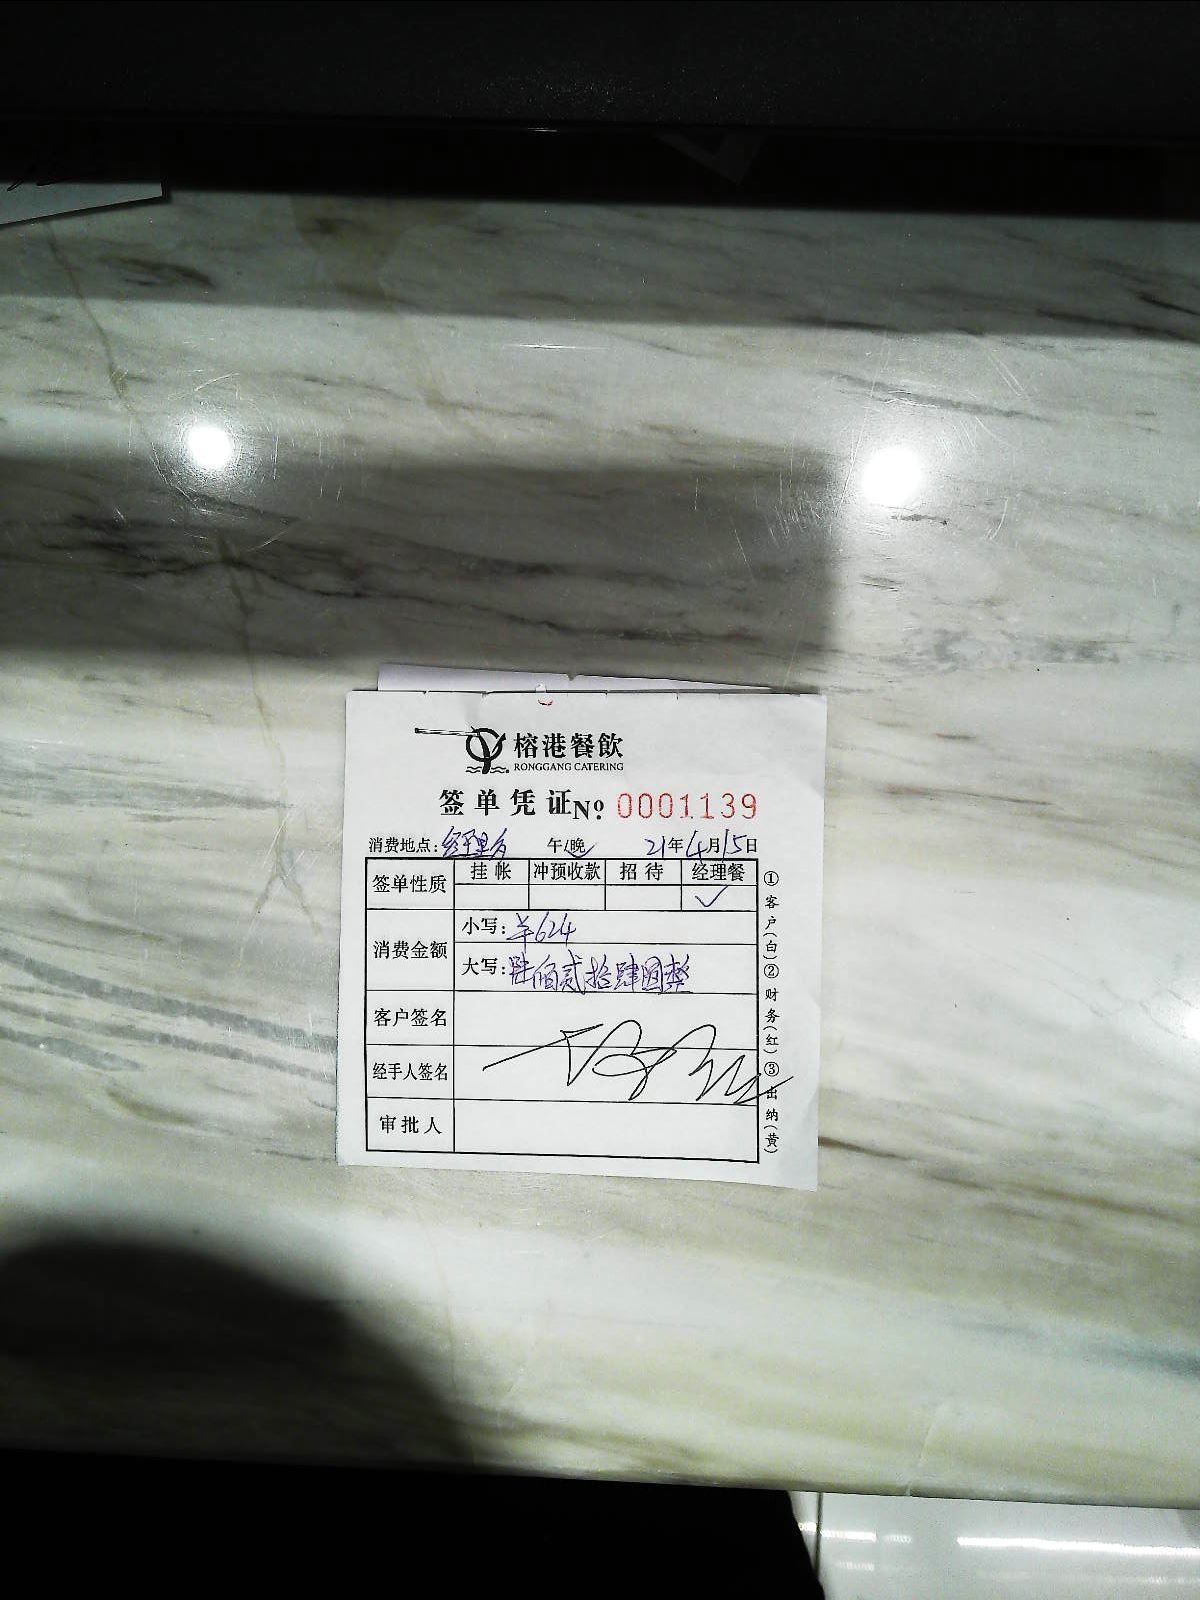 榕港餐飲
RONGGANG CATERING
签单凭证 Nº 0001139
消费地点: 经理 午/晚 21年4月15日
签单性质 挂帐 冲预收款 招待 经理餐
✓
消费金额 小写: ¥624
大写: 陆佰贰拾肆圆整
客户签名
经手人签名
审批人
①客户(白)②财务(红)③出纳(黄)